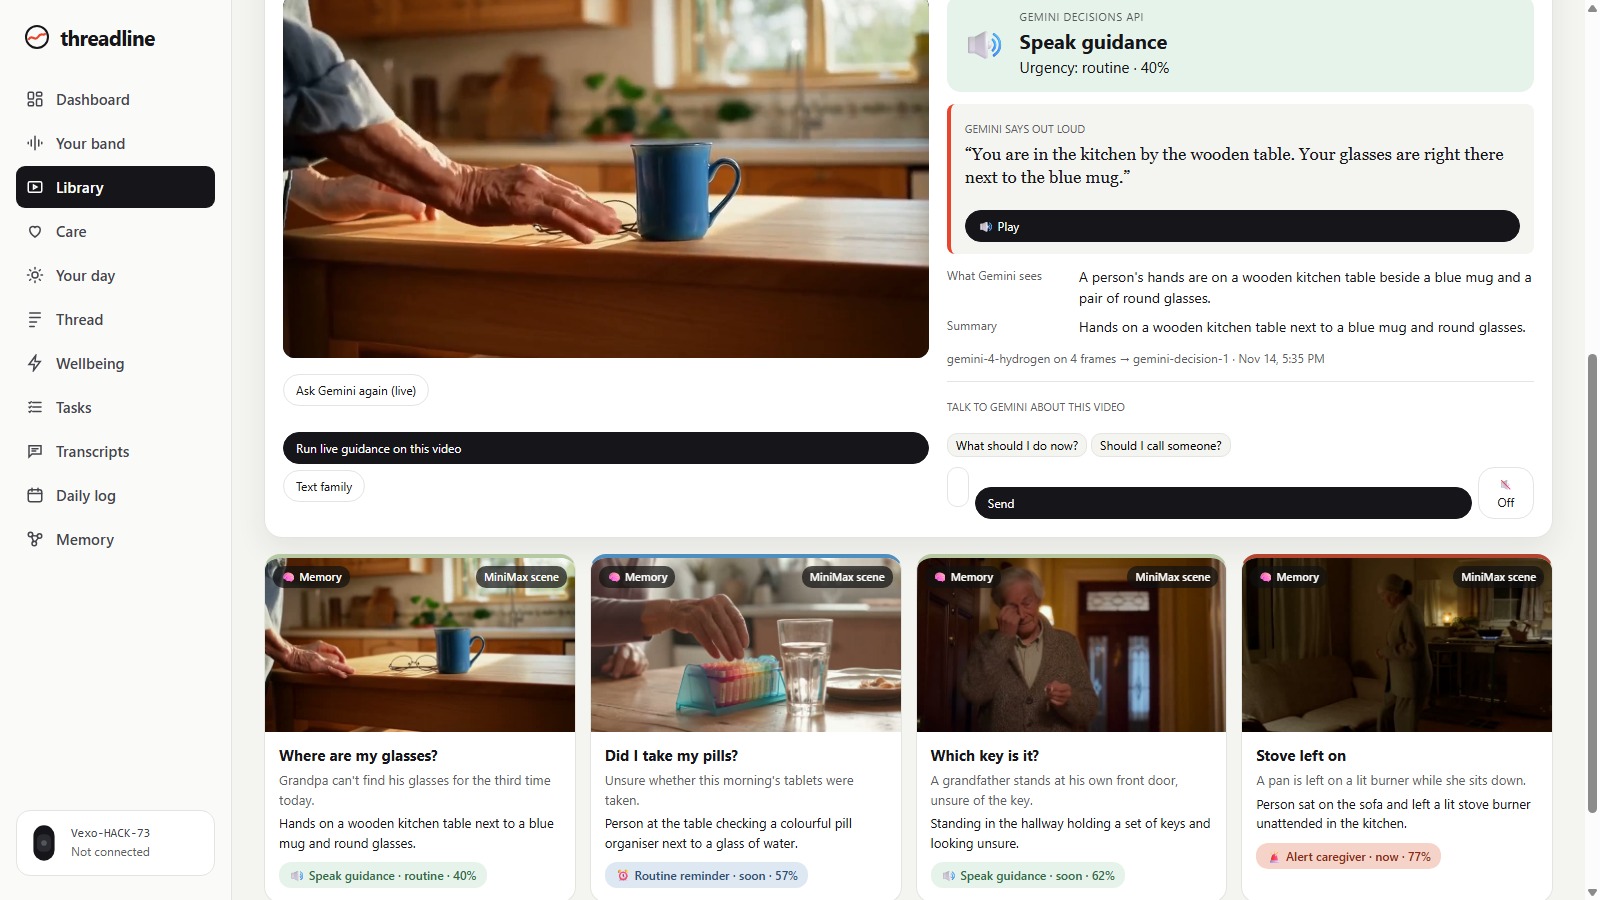 threadline
Dashboard
Your band
Library
Care
Your day
Thread
Wellbeing
Tasks
Transcripts
Daily log
Memory
Vexo-HACK-73
Not connected
Ask Gemini again (live)
Run live guidance on this video
Text family
GEMINI DECISIONS API
Speak guidance
Urgency: routine · 40%
GEMINI SAYS OUT LOUD
“You are in the kitchen by the wooden table. Your glasses are right there
next to the blue mug.”
Play
What Gemini sees
A person's hands are on a wooden kitchen table beside a blue mug and a
pair of round glasses.
Summary
Hands on a wooden kitchen table next to a blue mug and round glasses.
gemini-4-hydrogen on 4 frames → gemini-decision-1 · Nov 14, 5:35 PM
TALK TO GEMINI ABOUT THIS VIDEO
What should I do now?
Should I call someone?
Send
Off
Memory
MiniMax scene
Where are my glasses?
Grandpa can't find his glasses for the third time
today.
Hands on a wooden kitchen table next to a blue
mug and round glasses.
Speak guidance · routine · 40%
Memory
MiniMax scene
Did I take my pills?
Unsure whether this morning's tablets were
taken.
Person at the table checking a colourful pill
organiser next to a glass of water.
Routine reminder · soon · 57%
Memory
MiniMax scene
Which key is it?
A grandfather stands at his own front door,
unsure of the key.
Standing in the hallway holding a set of keys and
looking unsure.
Speak guidance · soon · 62%
Memory
MiniMax scene
Stove left on
A pan is left on a lit burner while she sits down.
Person sat on the sofa and left a lit stove burner
unattended in the kitchen.
Alert caregiver · now · 77%